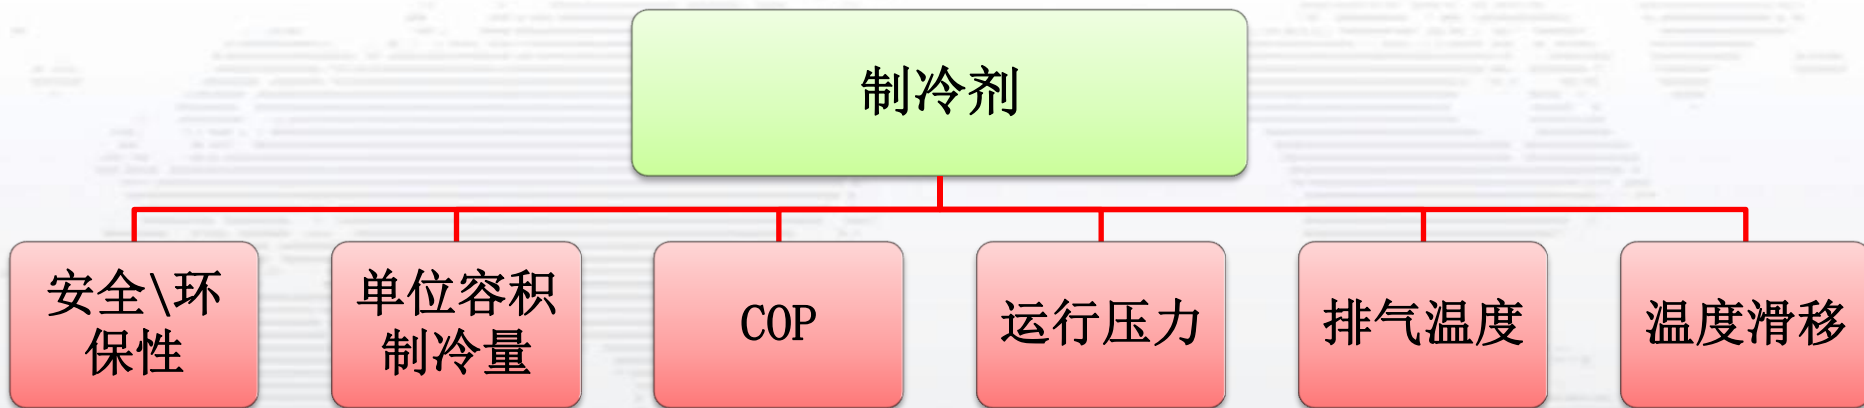 制冷剂
安全\环
保性
单位容积
制冷量
COP
运行压力
排气温度
温度滑移